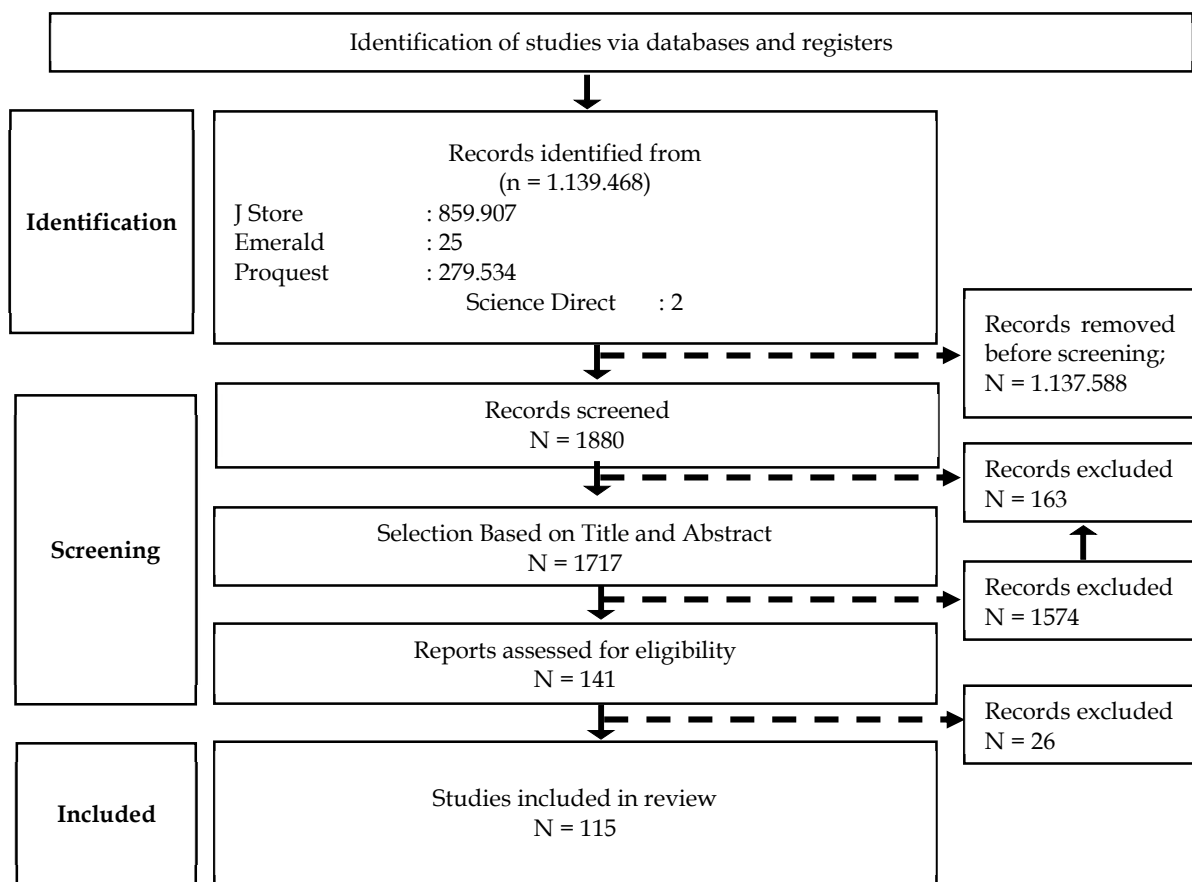 Identification of studies via databases and registers
Identification
Records identified from
(n = 1.139.468)
J Store : 859.907
Emerald : 25
Proquest : 279.534
Science Direct : 2
Records removed
before screening;
N = 1.137.588
Screening
Records screened
N = 1880
Records excluded
N = 163
Selection Based on Title and Abstract
N = 1717
Records excluded
N = 1574
Reports assessed for eligibility
N = 141
Records excluded
N = 26
Included
Studies included in review
N = 115